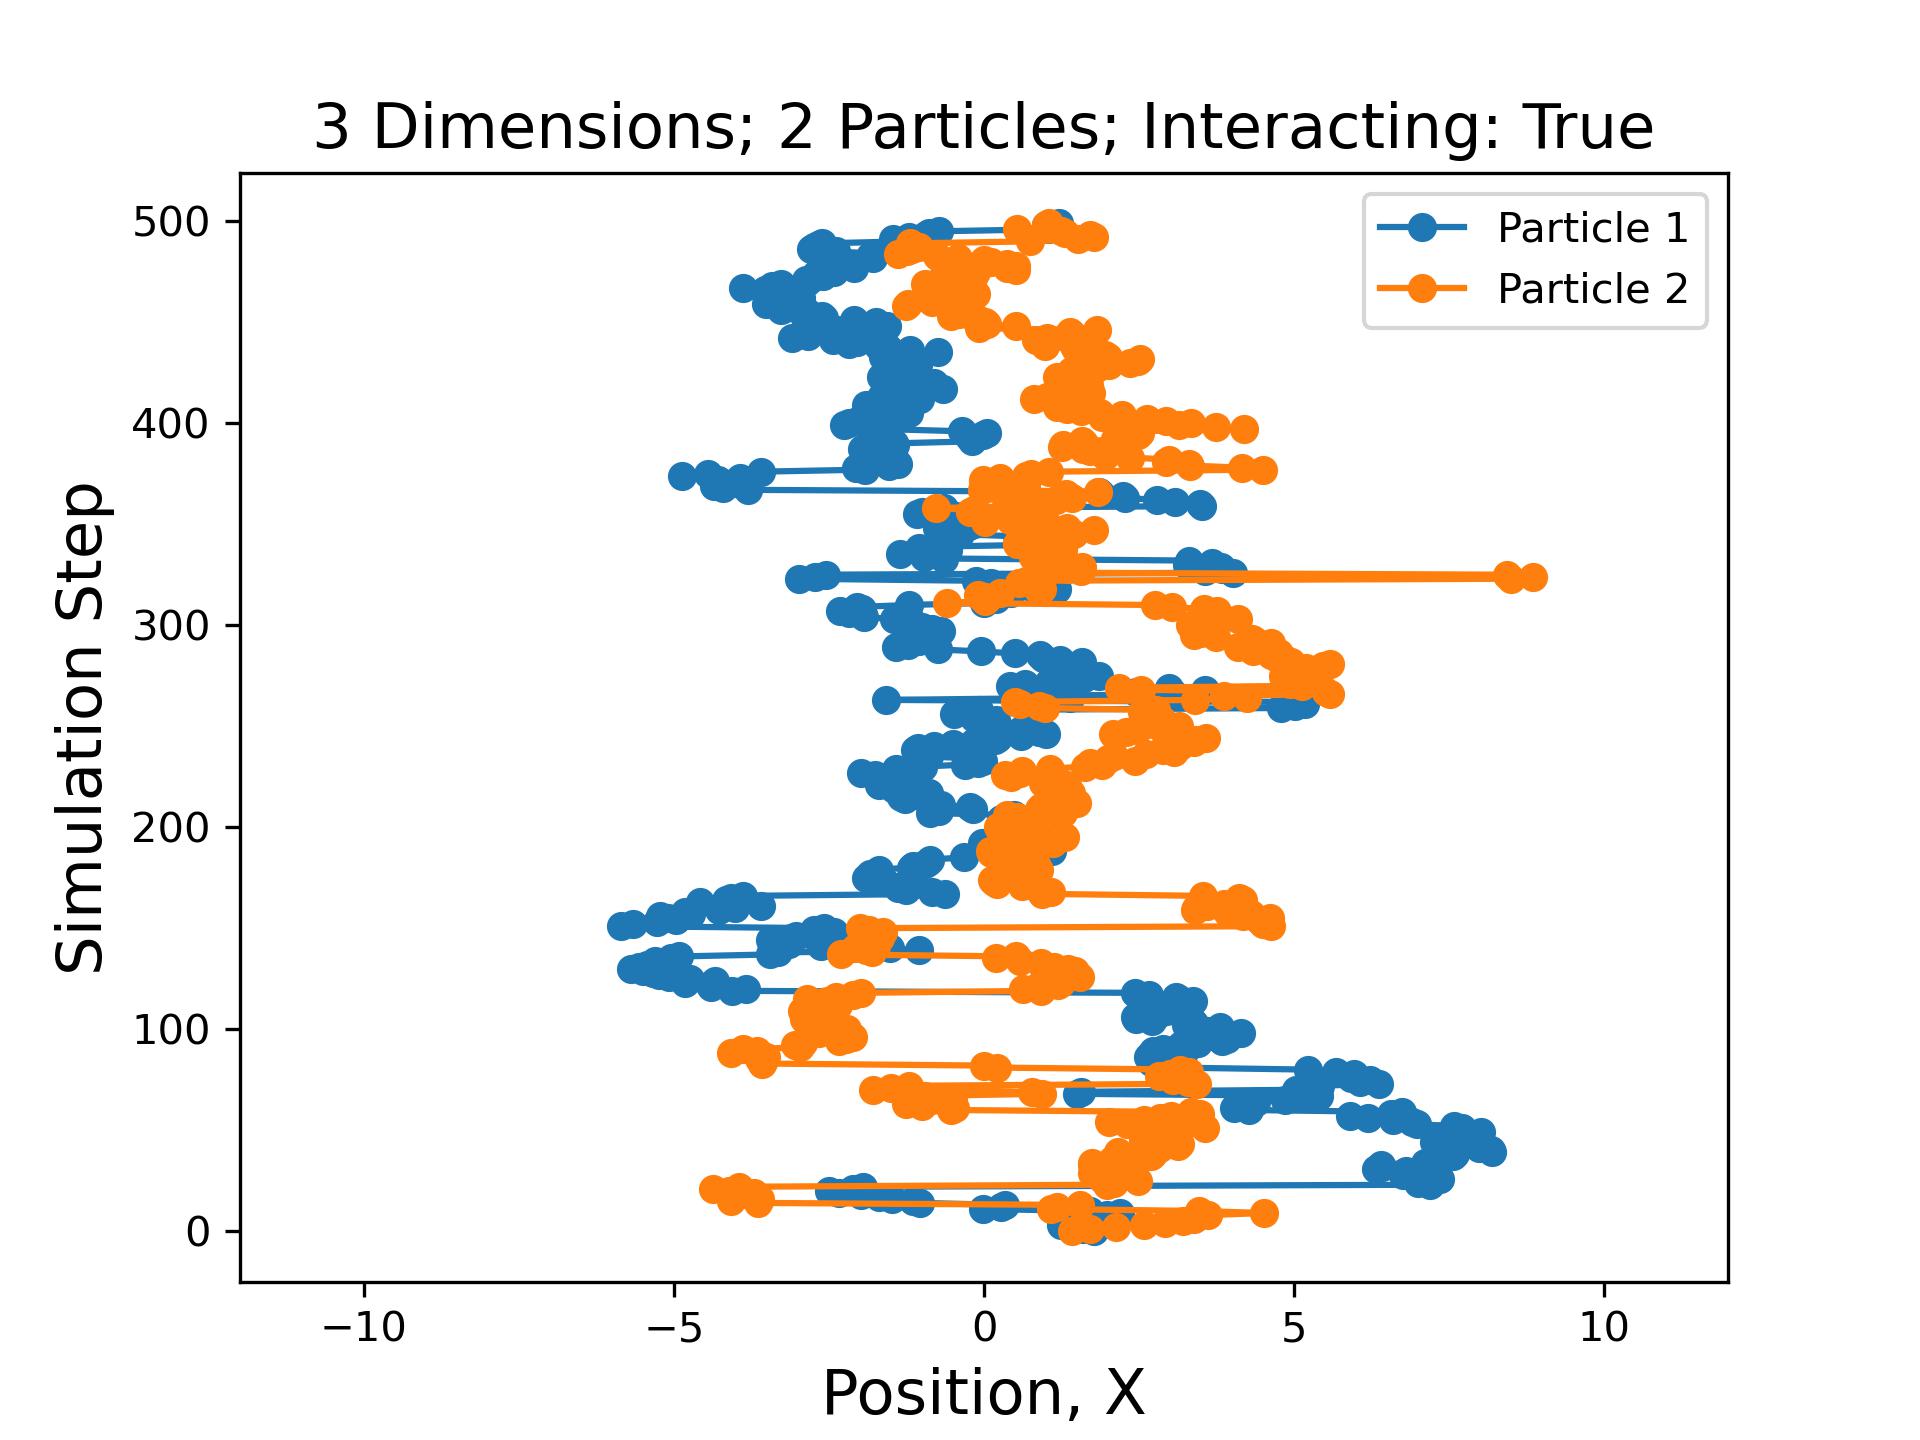 3 Dimensions; 2 Particles; Interacting: True
Particle 1
Particle 2
500
400
300
200
100
0
Simulation Step
−10
−5
0
5
10
Position, X